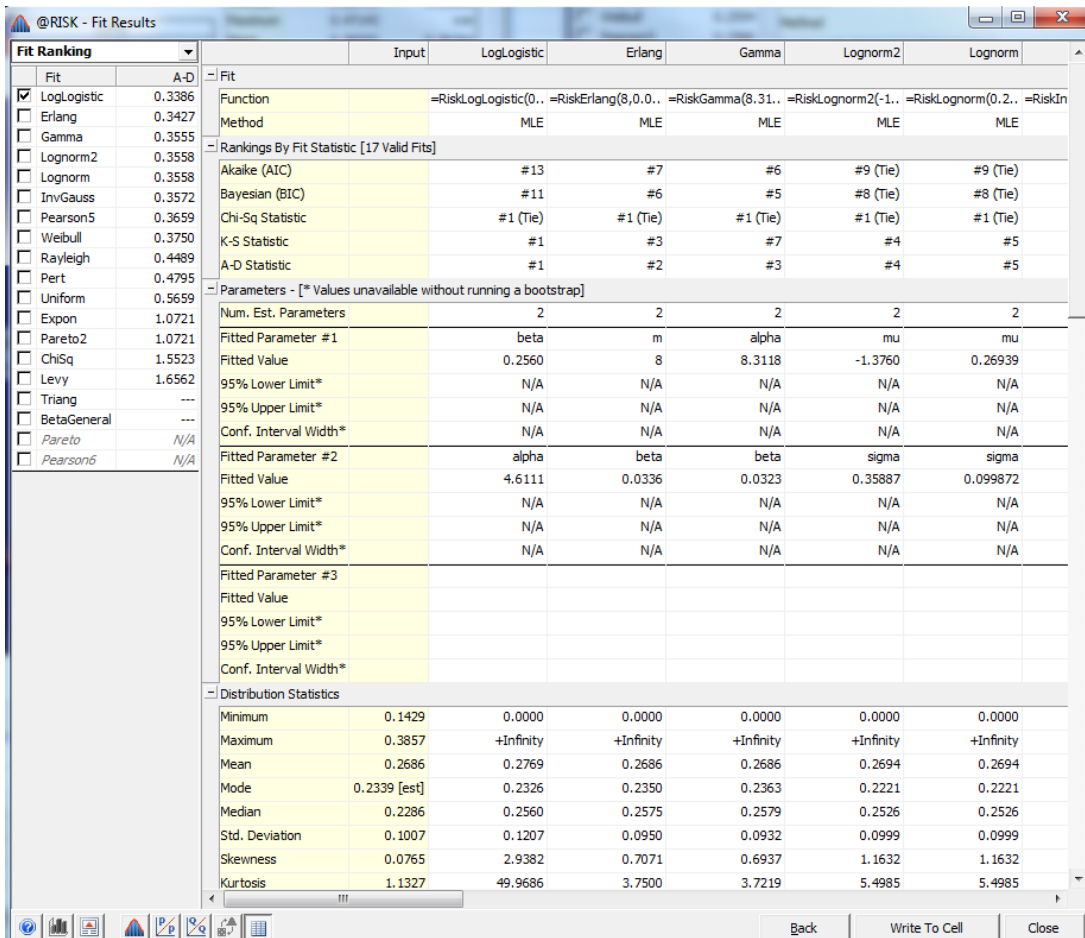 @RISK - Fit Results
Fit Ranking
Fit A-D
LogLogistic 0.3386
Erlang 0.3427
Gamma 0.3555
Lognorm2 0.3558
Lognorm 0.3558
InvGauss 0.3572
Pearson5 0.3659
Weibull 0.3750
Rayleigh 0.4489
Pert 0.4795
Uniform 0.5659
Expon 1.0721
Pareto2 1.0721
ChiSq 1.5523
Levy 1.6562
Triang ---
BetaGeneral ---
Pareto N/A
Pearson6 N/A
Input LogLogistic Erlang Gamma Lognorm2 Lognorm
Fit
Function =RiskLogLogistic(0.. =RiskErlang(8,0.0.. =RiskGamma(8.31.. =RiskLognorm2(-1.. =RiskLognorm(0.2.. =RiskIn
Method MLE MLE MLE MLE MLE
Rankings By Fit Statistic [17 Valid Fits]
Akaike (AIC) #13 #7 #6 #9 (Tie) #9 (Tie)
Bayesian (BIC) #11 #6 #5 #8 (Tie) #8 (Tie)
Chi-Sq Statistic #1 (Tie) #1 (Tie) #1 (Tie) #1 (Tie) #1 (Tie)
K-S Statistic #1 #3 #7 #4 #5
A-D Statistic #1 #2 #3 #4 #5
Parameters - [* Values unavailable without running a bootstrap]
Num. Est. Parameters 2 2 2 2 2
Fitted Parameter #1 beta m alpha mu mu
Fitted Value 0.2560 8 8.3118 -1.3760 0.26939
95% Lower Limit* N/A N/A N/A N/A N/A
95% Upper Limit* N/A N/A N/A N/A N/A
Conf. Interval Width* N/A N/A N/A N/A N/A
Fitted Parameter #2 alpha beta beta sigma sigma
Fitted Value 4.6111 0.0336 0.0323 0.35887 0.099872
95% Lower Limit* N/A N/A N/A N/A N/A
95% Upper Limit* N/A N/A N/A N/A N/A
Conf. Interval Width* N/A N/A N/A N/A N/A
Fitted Parameter #3
Fitted Value
95% Lower Limit*
95% Upper Limit*
Conf. Interval Width*
Distribution Statistics
Minimum 0.1429 0.0000 0.0000 0.0000 0.0000 0.0000
Maximum 0.3857 +Infinity +Infinity +Infinity +Infinity +Infinity
Mean 0.2686 0.2769 0.2686 0.2686 0.2694 0.2694
Mode 0.2339 [est] 0.2326 0.2350 0.2363 0.2221 0.2221
Median 0.2286 0.2560 0.2575 0.2579 0.2526 0.2526
Std. Deviation 0.1007 0.1207 0.0950 0.0932 0.0999 0.0999
Skewness 0.0765 2.9382 0.7071 0.6937 1.1632 1.1632
Kurtosis 1.1327 49.9686 3.7500 3.7219 5.4985 5.4985
P/P Q/Q
Back Write To Cell Close